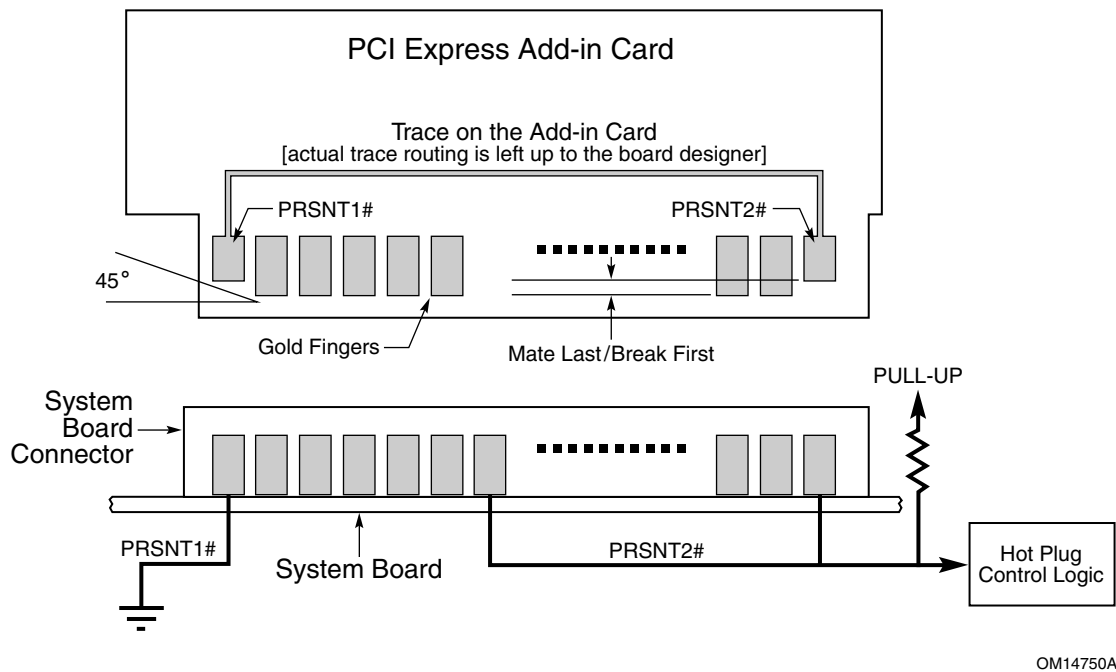 PCI Express Add-in Card
Trace on the Add-in Card
[actual trace routing is left up to the board designer]
PRSNT1#
PRSNT2#
45°
Gold Fingers
Mate Last/Break First
PULL-UP
System
Board
Connector
PRSNT1#
System Board
PRSNT2#
Hot Plug
Control Logic
OM14750A